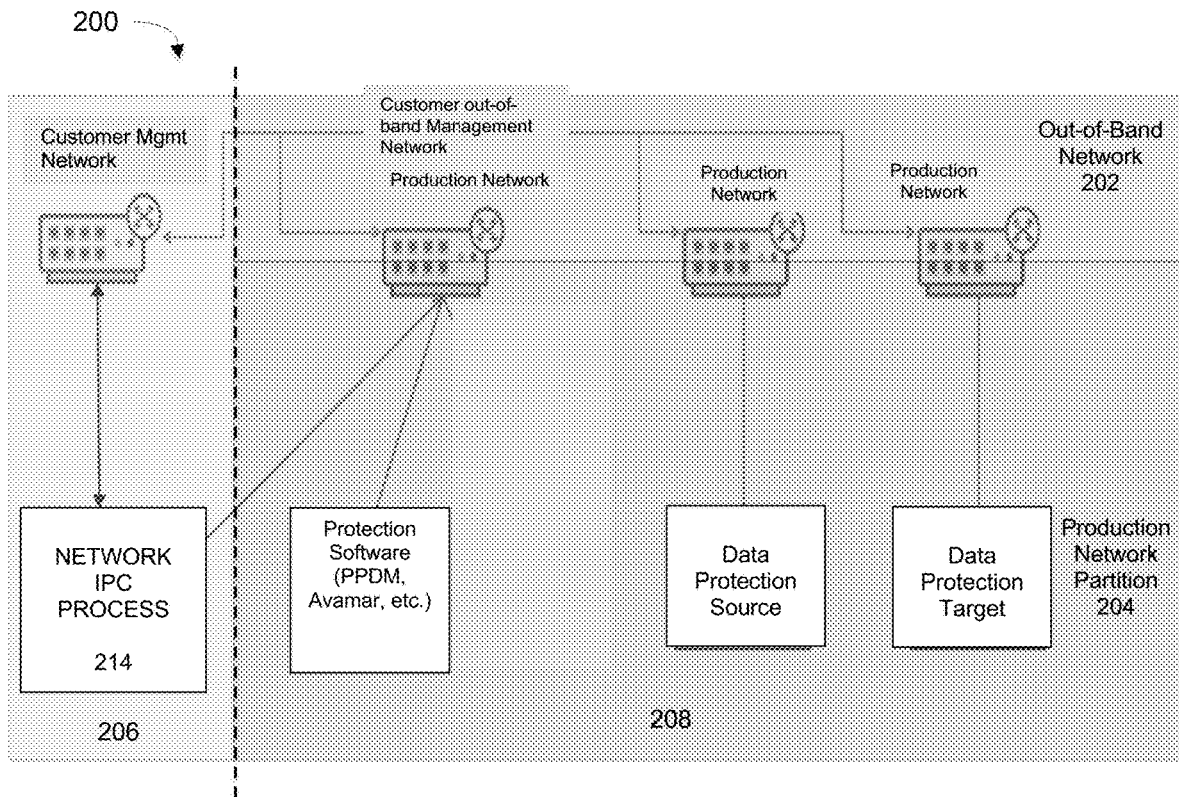 200
Customer Mgmt
Network
Customer out-of-
band Management
Network
Production Network
Production
Network
Production
Network
Out-of-Band
Network
202
NETWORK
IPC
PROCESS
214
Protection
Software
(PPDM,
Avamar, etc.)
Data
Protection
Source
Data
Protection
Target
Production
Network
Partition
204
206
208